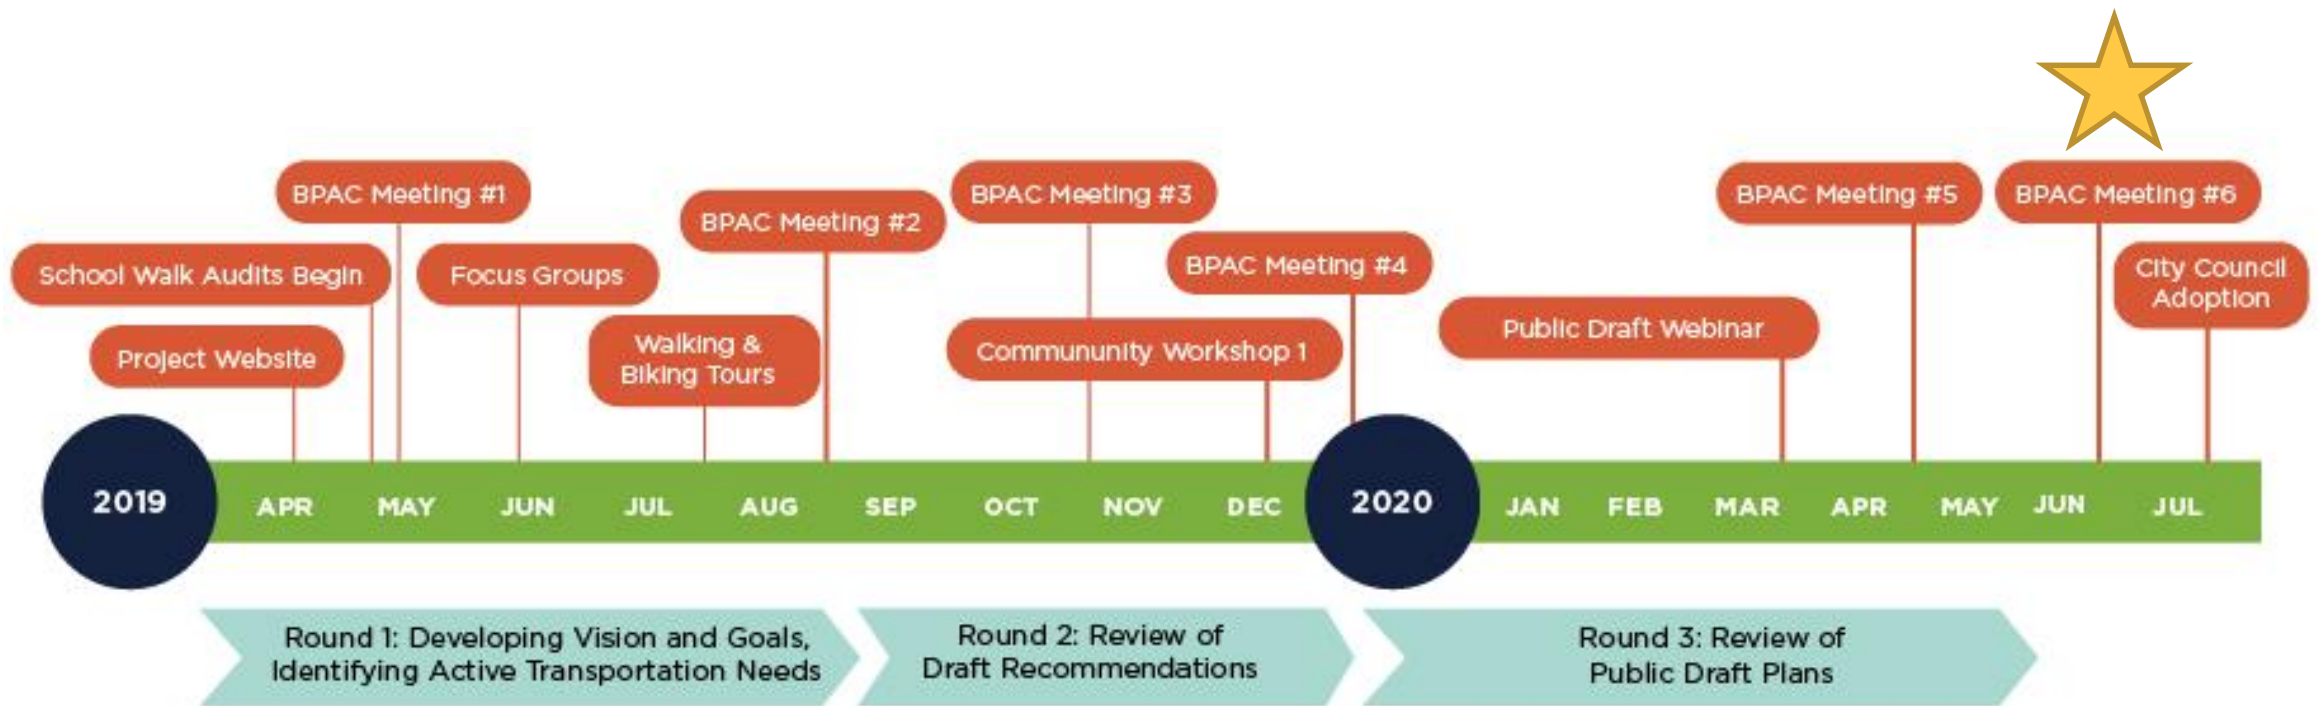 BPAC Meeting #1
BPAC Meeting #3
BPAC Meeting #5
BPAC Meeting #6
BPAC Meeting #2
School Walk Audits Begin
Focus Groups
BPAC Meeting #4
City Council
Adoption
Project Website
Walking &
Biking Tours
Commununity Workshop 1
Public Draft Webinar
2019 APR MAY JUN JUL AUG SEP OCT NOV DEC 2020 JAN FEB MAR APR MAY JUN JUL
Round 1: Developing Vision and Goals,
Identifying Active Transportation Needs
Round 2: Review of
Draft Recommendations
Round 3: Review of
Public Draft Plans